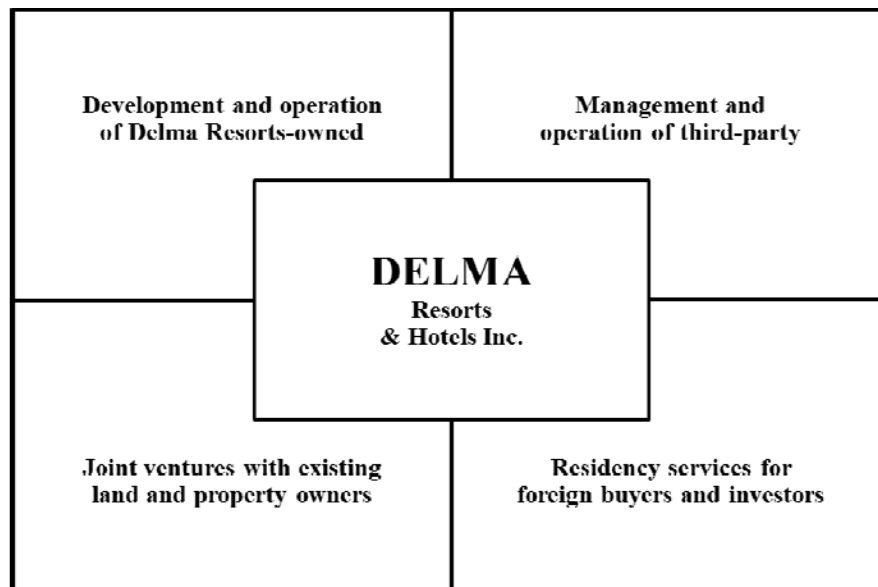 Development and operation
of Delma Resorts-owned
Management and
operation of third-party
DELMA
Resorts
& Hotels Inc.
Joint ventures with existing
land and property owners
Residency services for
foreign buyers and investors